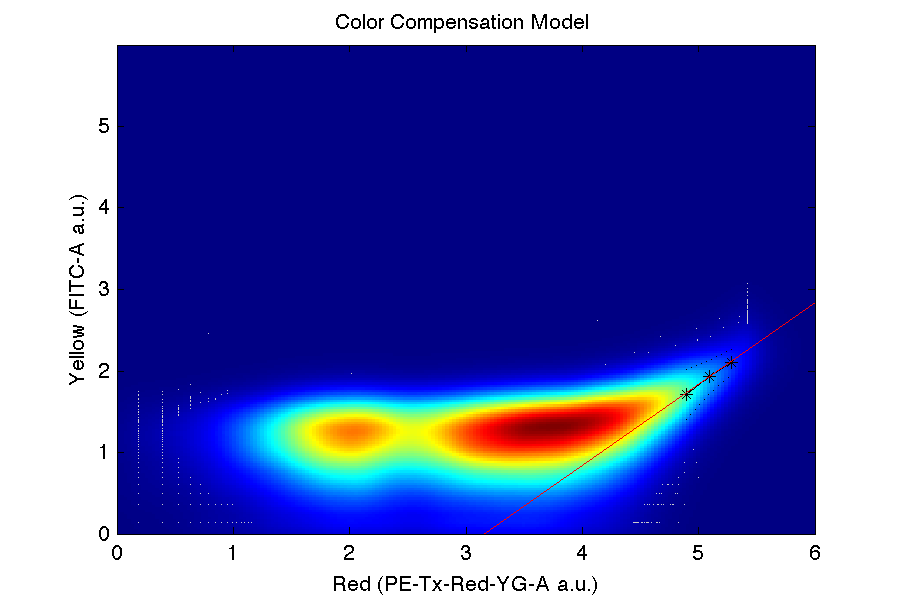 Color Compensation Model
Yellow (FITC-A a.u.)
5
4
3
2
1
0
0 1 2 3 4 5 6
Red (PE-Tx-Red-YG-A a.u.)